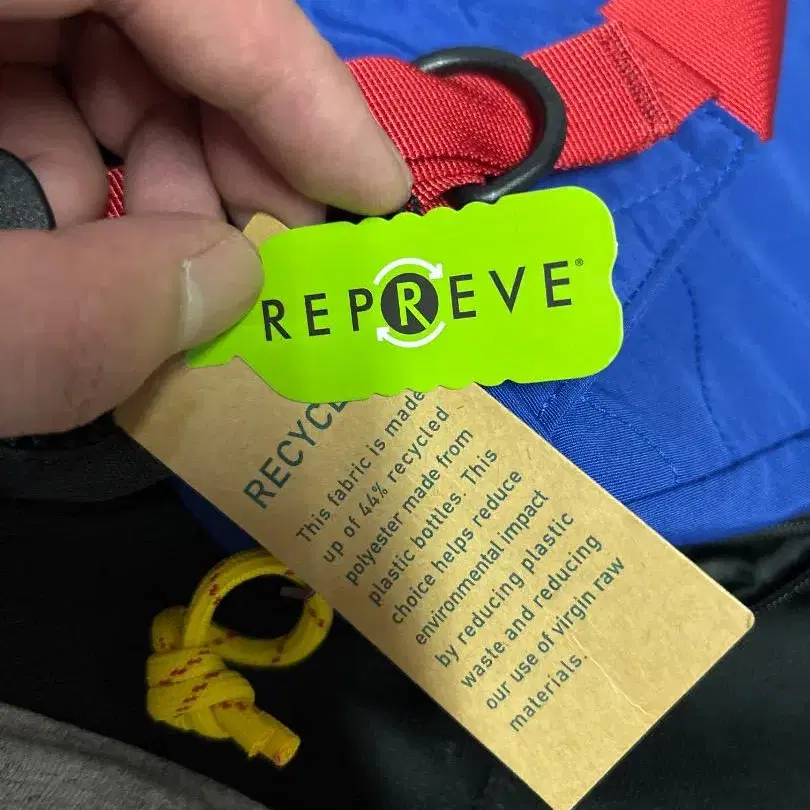 REPREVE®
RECYCL
This fabric is made
up of 44% recycled
polyester made from
plastic bottles. This
choice helps reduce
environmental impact
by reducing plastic
waste and reducing
our use of virgin raw
materials.